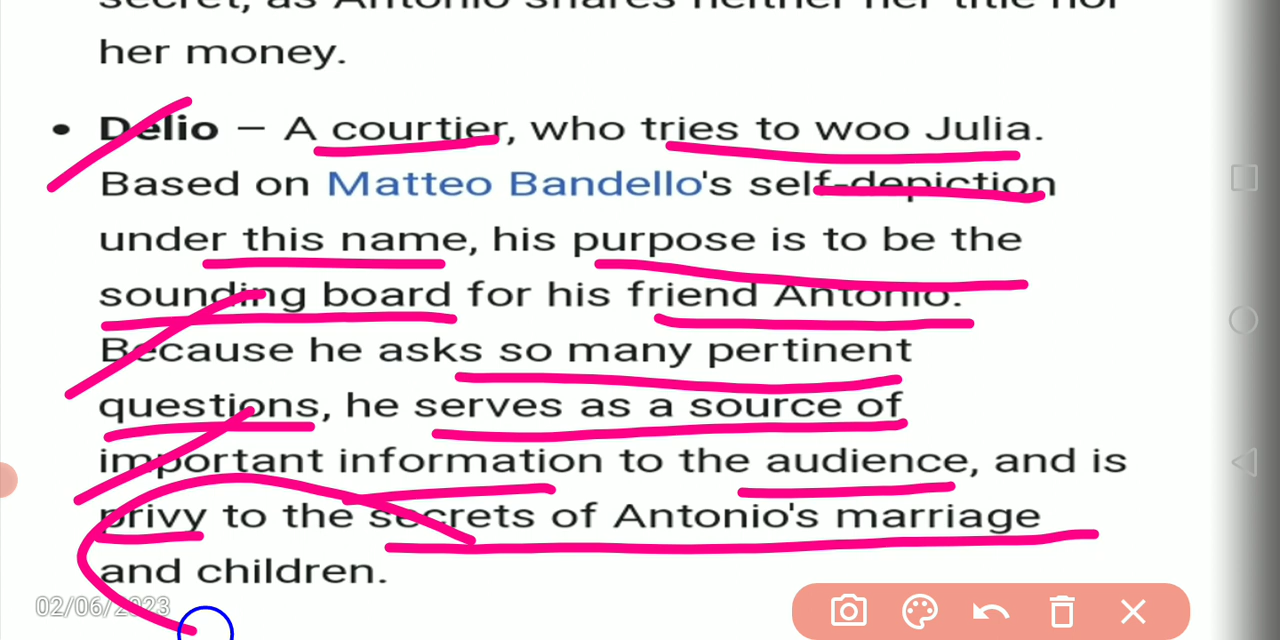 secret, as Antonio shares neither her title nor
her money.
• Delio – A courtier, who tries to woo Julia.
Based on Matteo Bandello's self-depiction
under this name, his purpose is to be the
sounding board for his friend Antonio.
Because he asks so many pertinent
questions, he serves as a source of
important information to the audience, and is
privy to the secrets of Antonio's marriage
and children.
02/06/2023